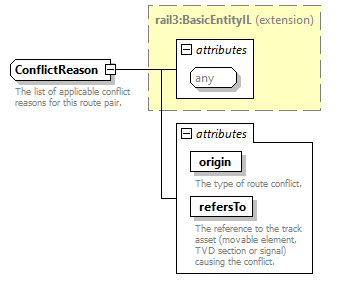 rail3:BasicEntityIL (extension)
attributes
any
ConflictReason
The list of applicable conflict
reasons for this route pair.
attributes
origin
The type of route conflict.
refersTo
The reference to the track
asset (movable element,
TVD section or signal)
causing the conflict.